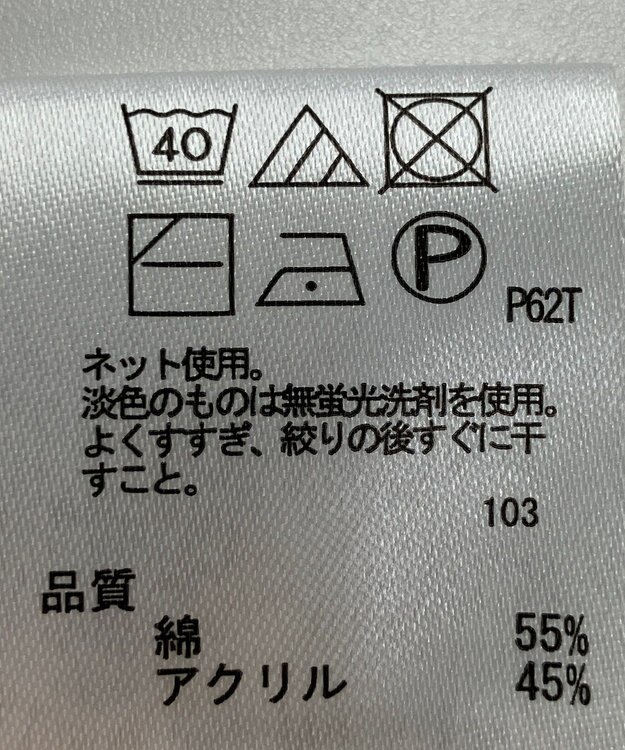 40
P
P62T
ネット使用。
淡色のものは無蛍光洗剤を使用。
よくすすぎ、絞りの後すぐに干
すこと。
103
品質
綿 55%
アクリル 45%